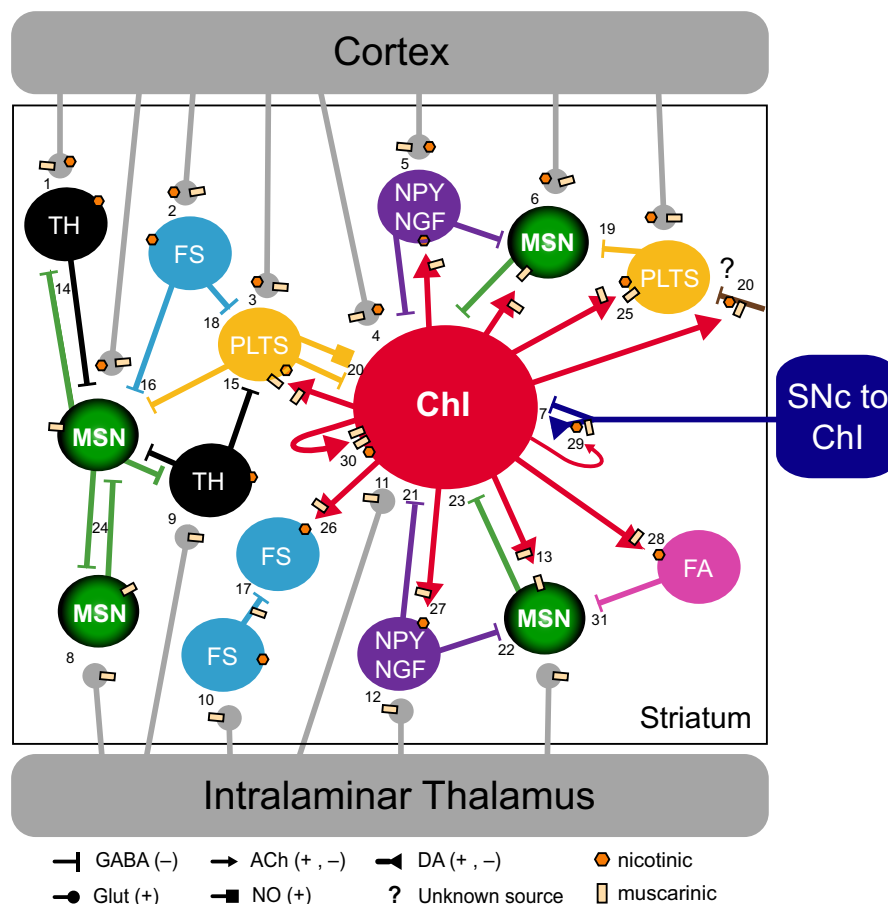 Cortex
1
TH
2
FS
3
4
5
NPY
NGF
6
MSN
19
PLTS
25
?
20
14
18
PLTS
20
15
16
ChI
7
29
SNc to
ChI
MSN
TH
9
24
30
11
21
23
26
FS
17
27
13
28
FA
31
MSN
8
FS
10
NPY
NGF
12
22
MSN
Striatum
Intralaminar Thalamus
GABA (–) ACh (+ , –) DA (+ , –) nicotinic
Glut (+) NO (+) ? Unknown source muscarinic